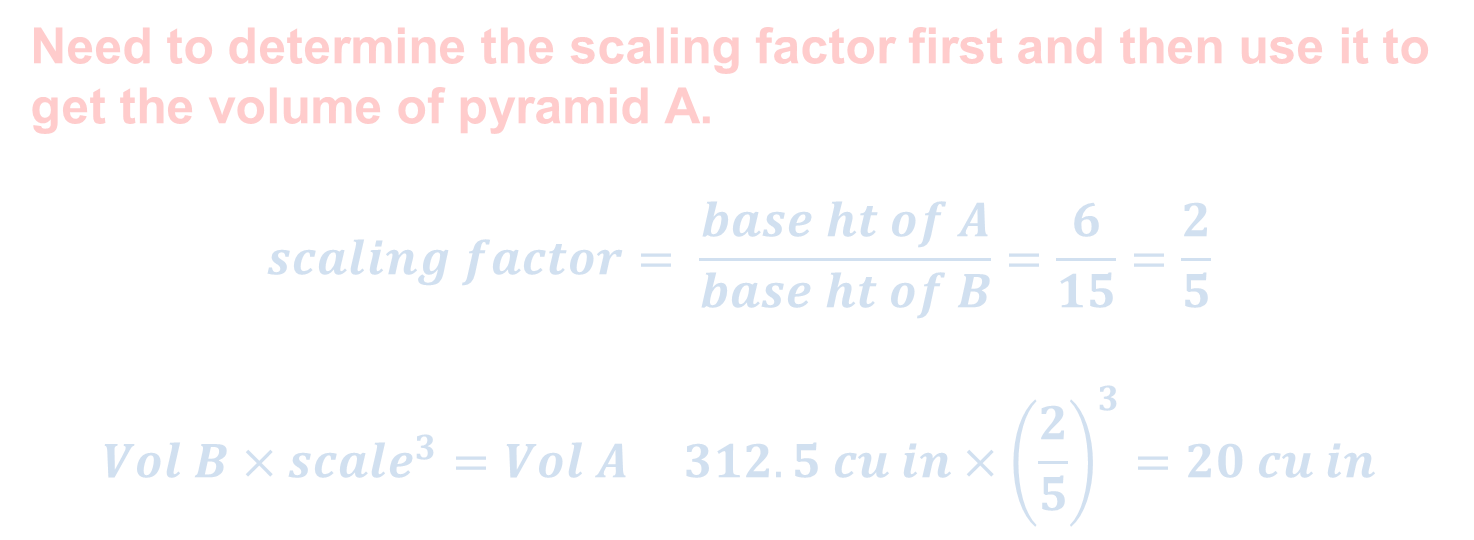 Need to determine the scaling factor first and then use it to
get the volume of pyramid A.
scaling factor = base ht of A / base ht of B = 6/15 = 2/5
Vol B × scale³ = Vol A 312.5 cu in × (2/5)³ = 20 cu in